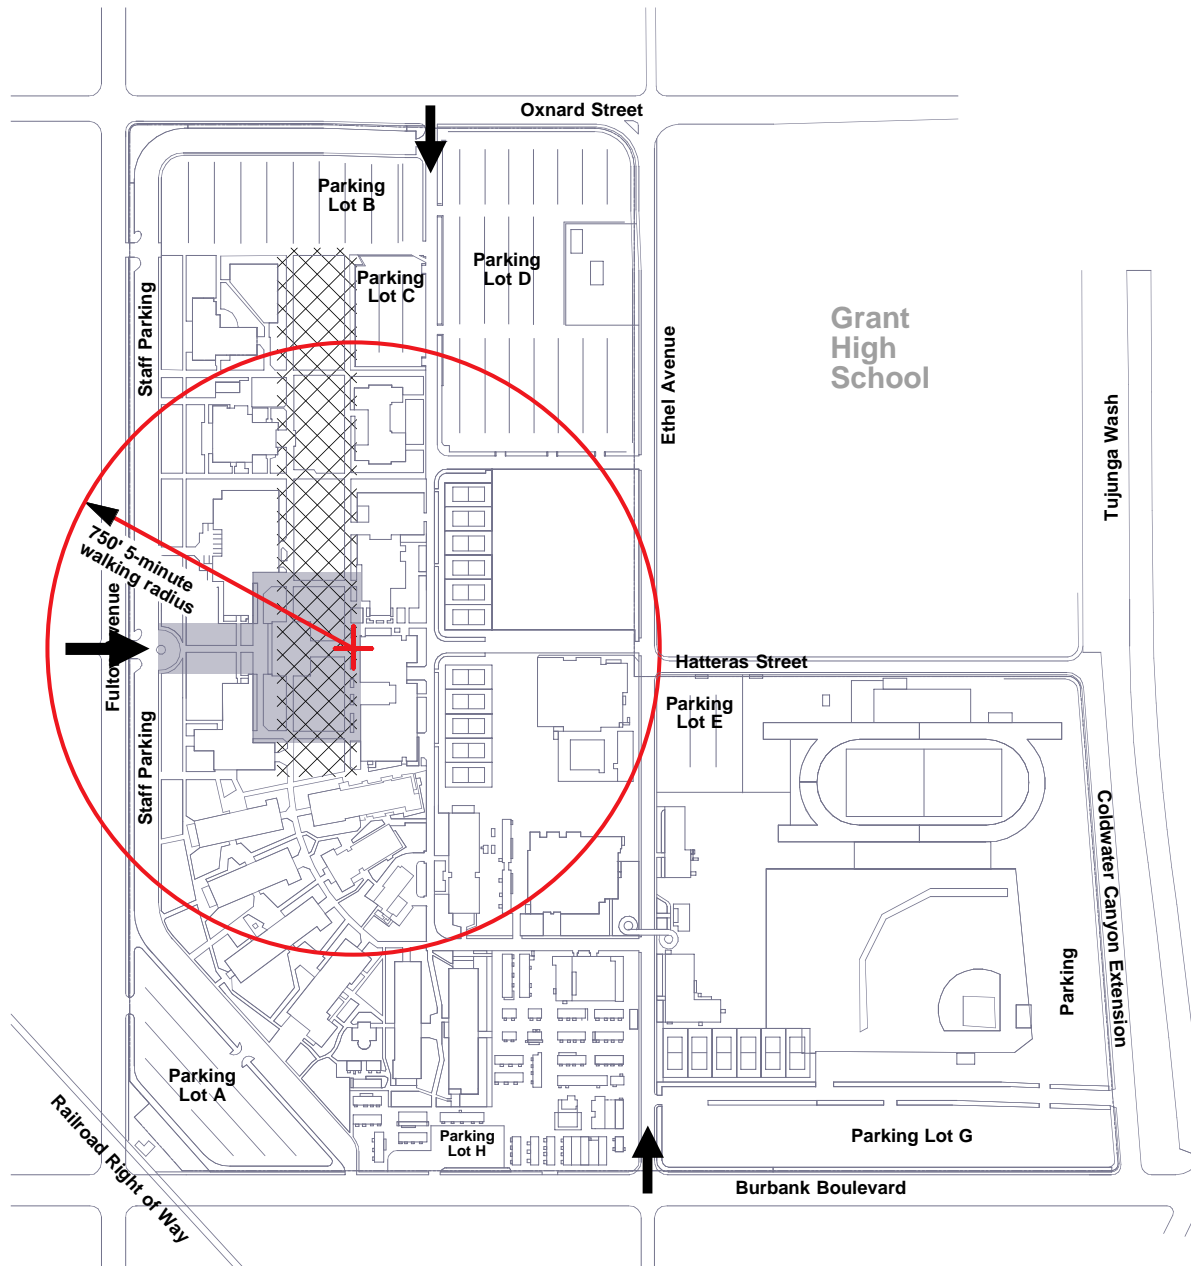 Oxnard Street
Parking
Lot B
Parking
Lot C
Parking
Lot D
Staff Parking
Grant
High
School
Ethel Avenue
Tujunga Wash
750' 5-minute
walking radius
Hatteras Street
Parking
Lot E
Staff Parking
Coldwater Canyon Extension
Parking
Parking
Lot A
Railroad Right of Way
Parking
Lot H
Parking Lot G
Burbank Boulevard